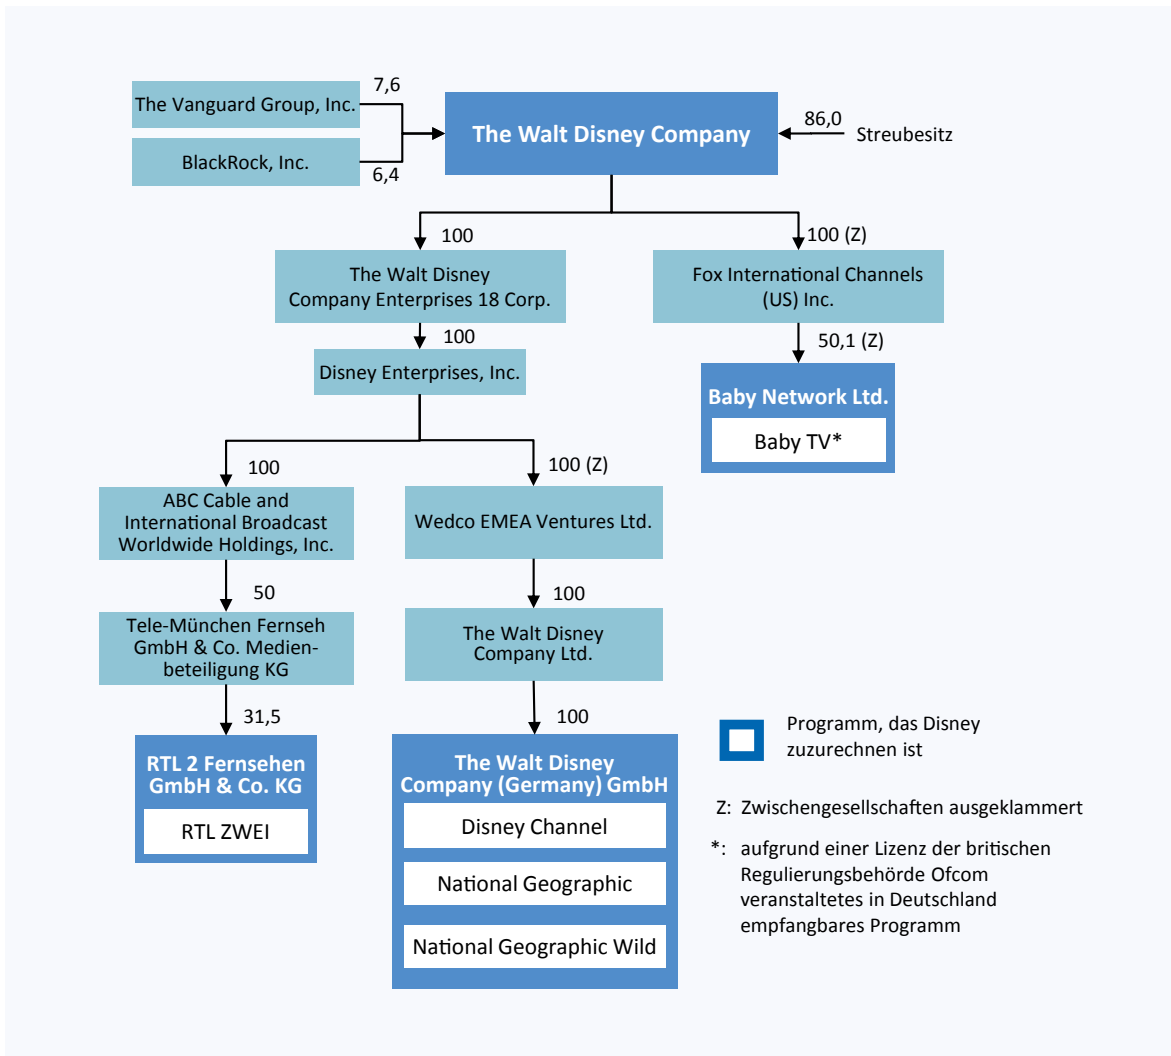 7,6
The Vanguard Group, Inc.
BlackRock, Inc.
6,4
The Walt Disney Company
86,0
Streubesitz
100
100 (Z)
The Walt Disney
Company Enterprises 18 Corp.
Fox International Channels
(US) Inc.
100
50,1 (Z)
Disney Enterprises, Inc.
Baby Network Ltd.
Baby TV*
100
100 (Z)
ABC Cable and
International Broadcast
Worldwide Holdings, Inc.
Wedco EMEA Ventures Ltd.
50
100
Tele-München Fernseh
GmbH & Co. Medien-
beteiligung KG
The Walt Disney
Company Ltd.
31,5
100
RTL 2 Fernsehen
GmbH & Co. KG
RTL ZWEI
The Walt Disney
Company (Germany) GmbH
Disney Channel
National Geographic
National Geographic Wild
Programm, das Disney
zuzurechnen ist
Z: Zwischengesellschaften ausgeklammert
*: aufgrund einer Lizenz der britischen
Regulierungsbehörde Ofcom
veranstaltetes in Deutschland
empfangbares Programm